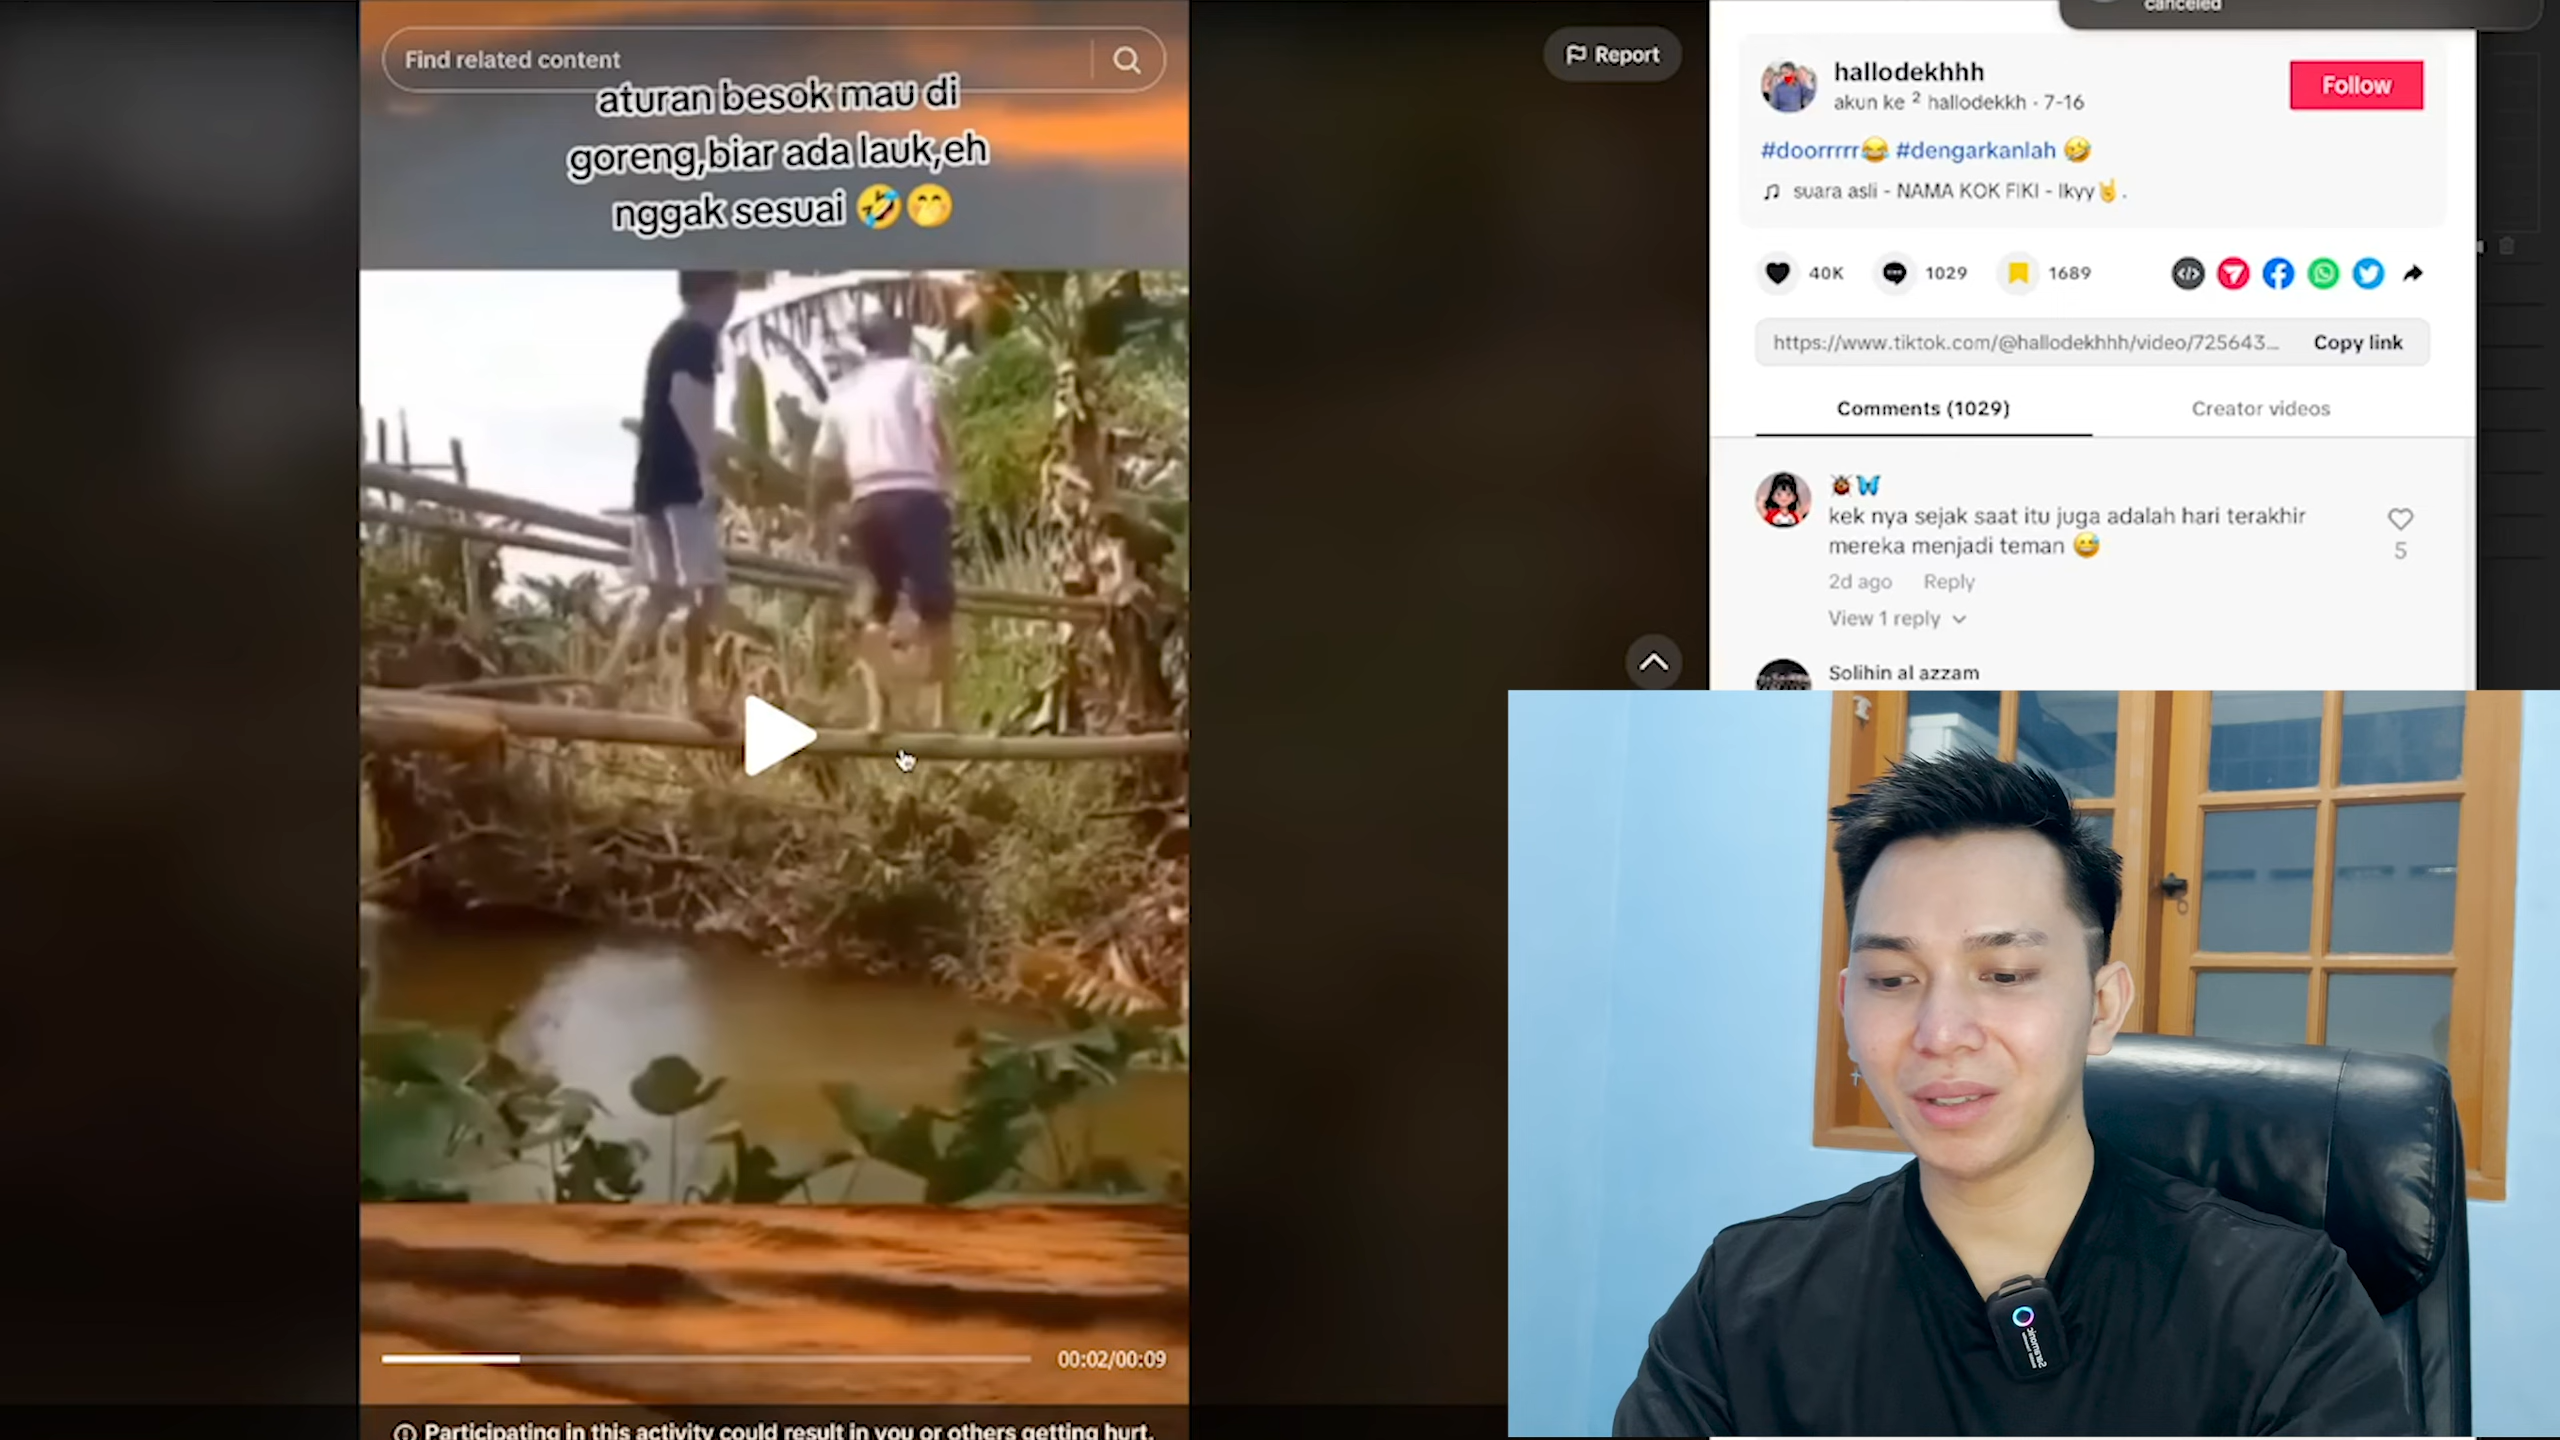 Find related content
aturan besok mau di
goreng,biar ada lauk,eh
nggak sesuai 🤣🤭
00:02/00:09
Participating in this activity could result in you or others getting hurt.
Report
canceled
hallodekhhh
akun ke ² hallodekkh · 7-16
Follow
#doorrrrr😂 #dengarkanlah 🤣
suara asli - NAMA KOK FIKI - Ikyy🤘.
40K
1029
1689
https://www.tiktok.com/@hallodekhhh/video/725643...
Copy link
Comments (1029)
Creator videos
🐞🦋
kek nya sejak saat itu juga adalah hari terakhir
mereka menjadi teman 😅
5
2d ago
Reply
View 1 reply
Solihin al azzam